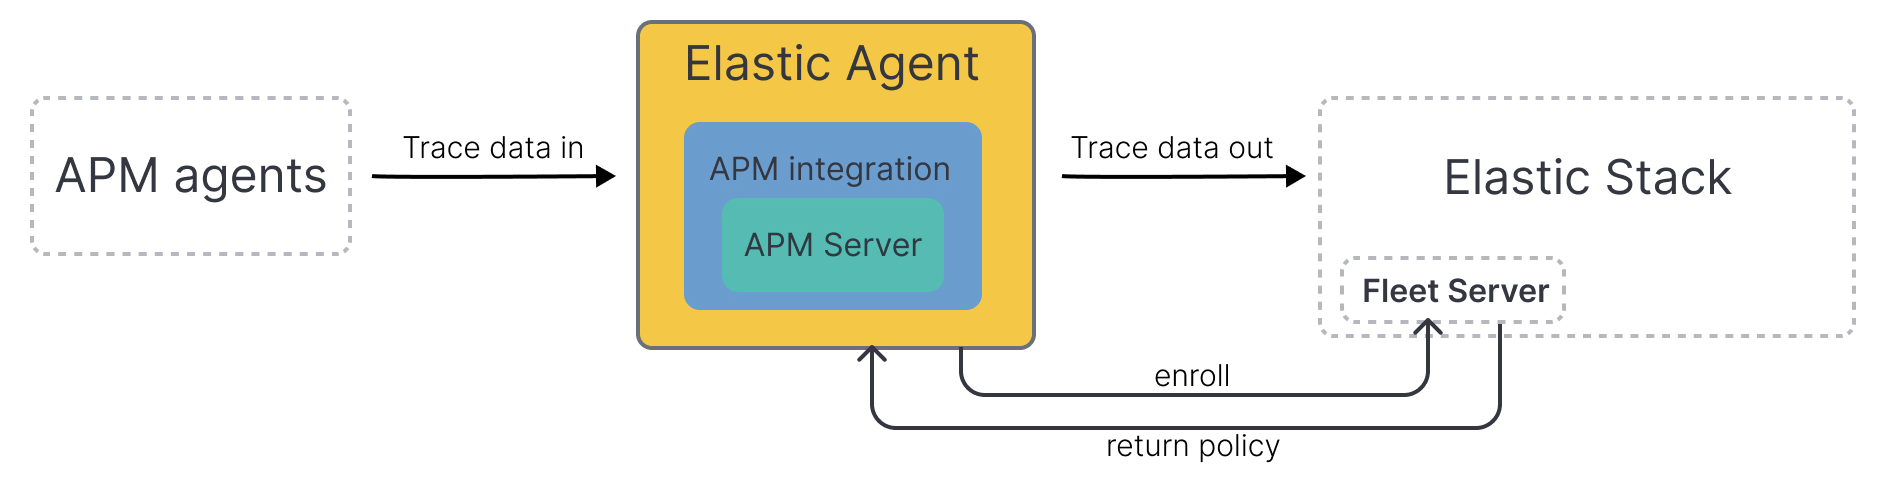 Elastic Agent
APM agents
Trace data in
APM integration
APM Server
Trace data out
Elastic Stack
Fleet Server
enroll
return policy